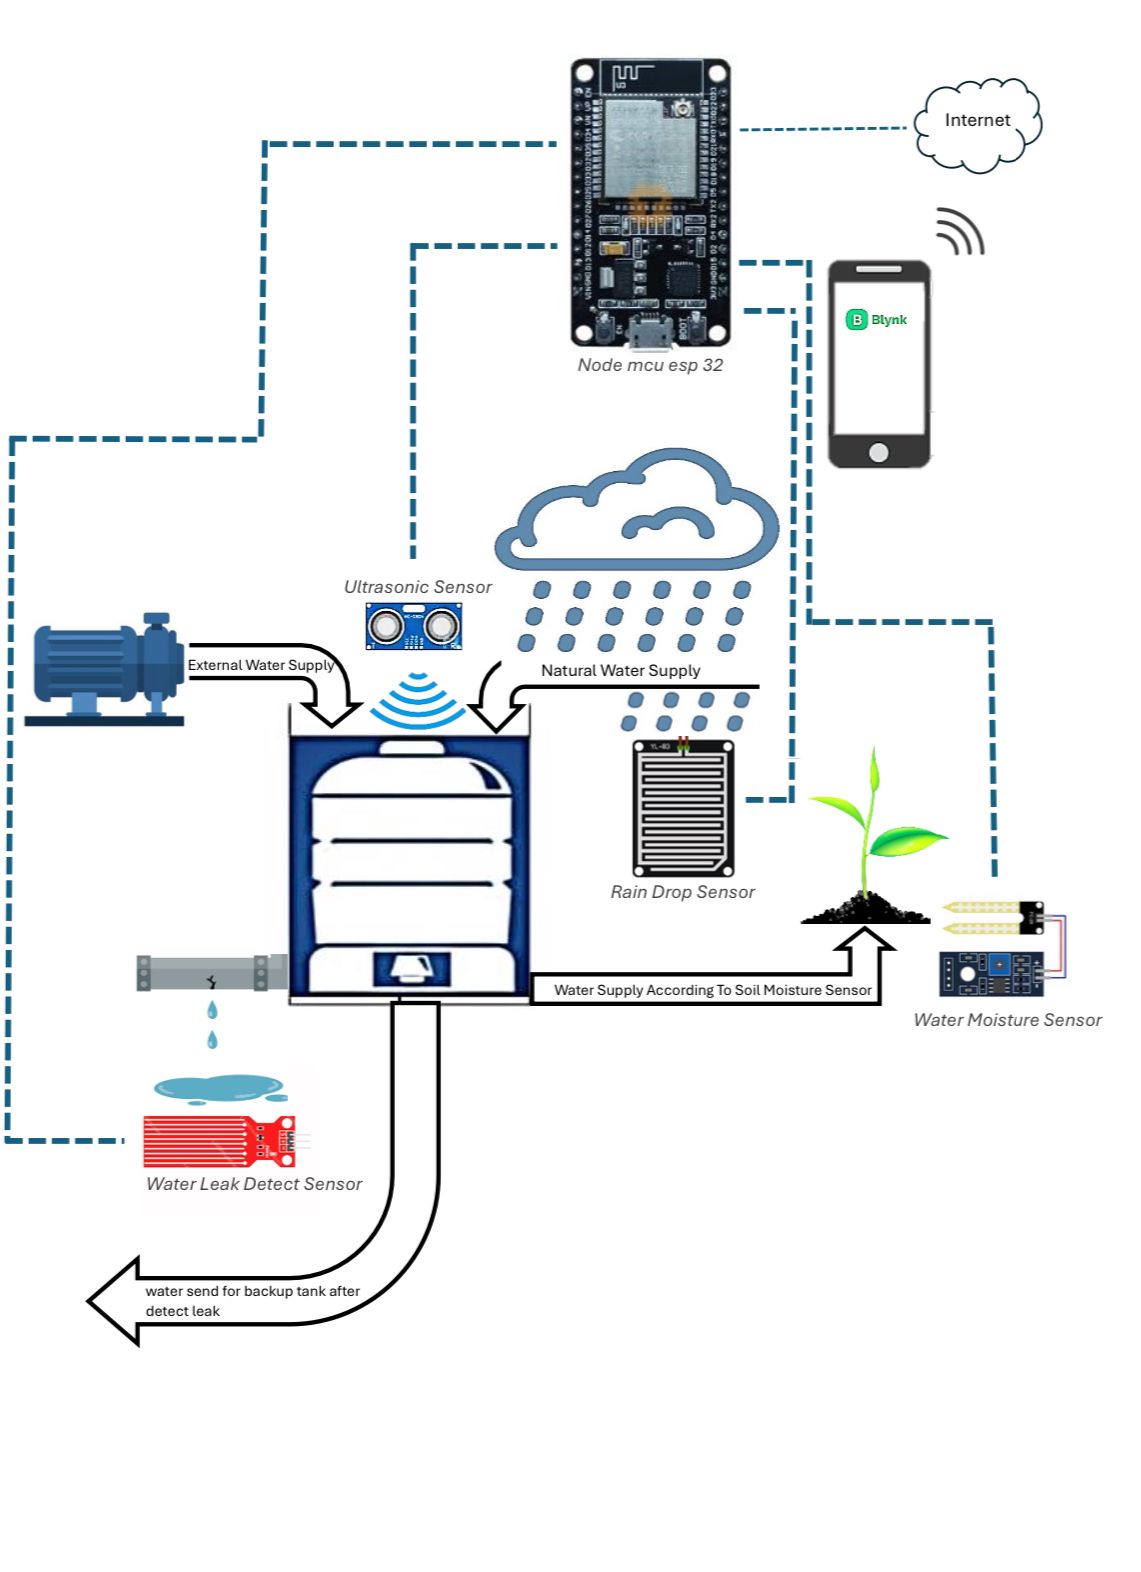 Internet
B Blynk
Node mcu esp 32
Ultrasonic Sensor
External Water Supply
Natural Water Supply
YL-83
Rain Drop Sensor
Water Supply According To Soil Moisture Sensor
Water Moisture Sensor
Water Leak Detect Sensor
water send for backup tank after
detect leak
EN
BOOT